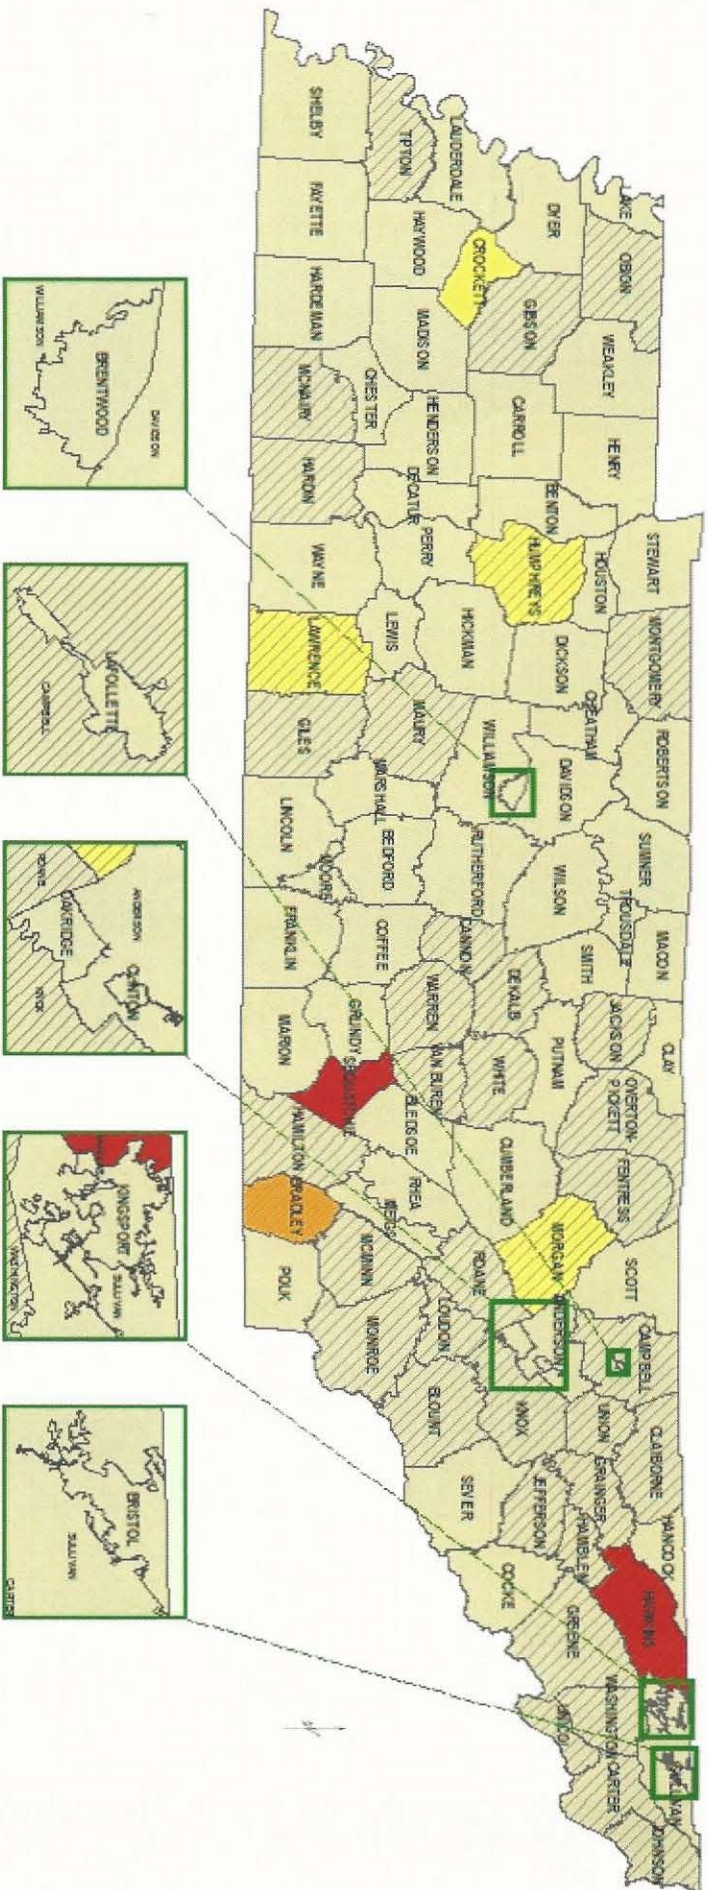 LAKE
OBION
WEAKLEY
HENRY
STEWART
MONTGOMERY
ROBERTSON
SUMNER
TROUSDALE
MACON
CLAY
JACKSON
OVERTON-
PICKETT
FENTRESS
SCOTT
CAMPBELL
CLAIBORNE
HANCOCK
HAWKINS
JOHNSON
DYER
GIBSON
CARROLL
BENTON
HOUSTON
HUMPHREYS
DICKSON
CHEATHAM
DAVIDSON
WILSON
SMITH
DEKALB
PUTNAM
WHITE
CUMBERLAND
MORGAN
ANDERSON
UNION
GRAINGER
HAMBLEN
JEFFERSON
KNOX
GREENE
WASHINGTON
CARTER
UNICOI
LAUDERDALE
CROCKETT
TIPTON
HAYWOOD
MADISON
HENDERSON
CHESTER
DECATUR
PERRY
HICKMAN
LEWIS
MAURY
WILLIAMSON
RUTHERFORD
CANNON
WARREN
VAN BUREN
BLEDSOE
RHEA
MEIGS
ROANE
LOUDON
BLOUNT
SEVIER
COCKE
SHELBY
FAYETTE
HARDEMAN
MCNAIRY
HARDIN
WAYNE
LAWRENCE
GILES
MARSHALL
BEDFORD
MOORE
LINCOLN
COFFEE
FRANKLIN
GRUNDY
MARION
SEQUATCHIE
HAMILTON
BRADLEY
MCMINN
MONROE
POLK
DAVIDSON
BRENTWOOD
WILLIAMSON
LAFOLLETTE
CAMPBELL
ANDERSON
CLINTON
OAKRIDGE
ROANE
KNOX
KINGSPORT
SULLIVAN
WASHINGTON
BRISTOL
SULLIVAN
CARTER